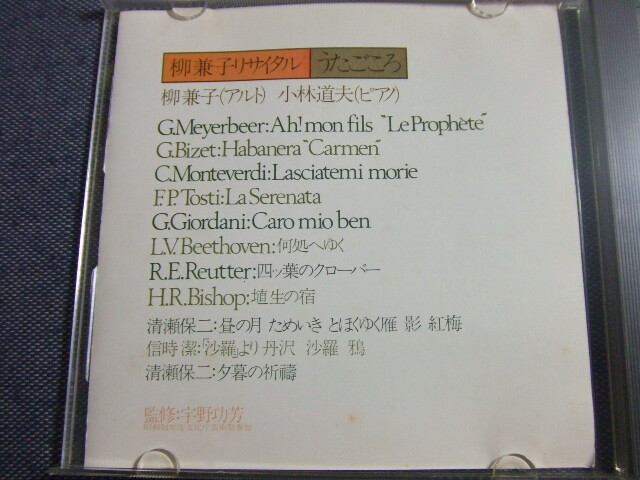 柳兼子リサイタル うたごころ
柳兼子(アルト) 小林道夫(ピアノ)
G.Meyerbeer:Ah! mon fils "Le Prophète"
G.Bizet:Habanera "Carmen"
C.Monteverdi:Lasciatemi morie
F.P.Tosti:La Serenata
G.Giordani:Caro mio ben
L.V.Beethoven:何処へゆく
R.E.Reutter:四ッ葉のクローバー
H.R.Bishop:埴生の宿
清瀬保二:昼の月 ためいき とほくゆく雁 影 紅梅
信時 潔:『沙羅』より 丹沢 沙羅 鴉
清瀬保二:夕暮の祈禱
監修:宇野功芳